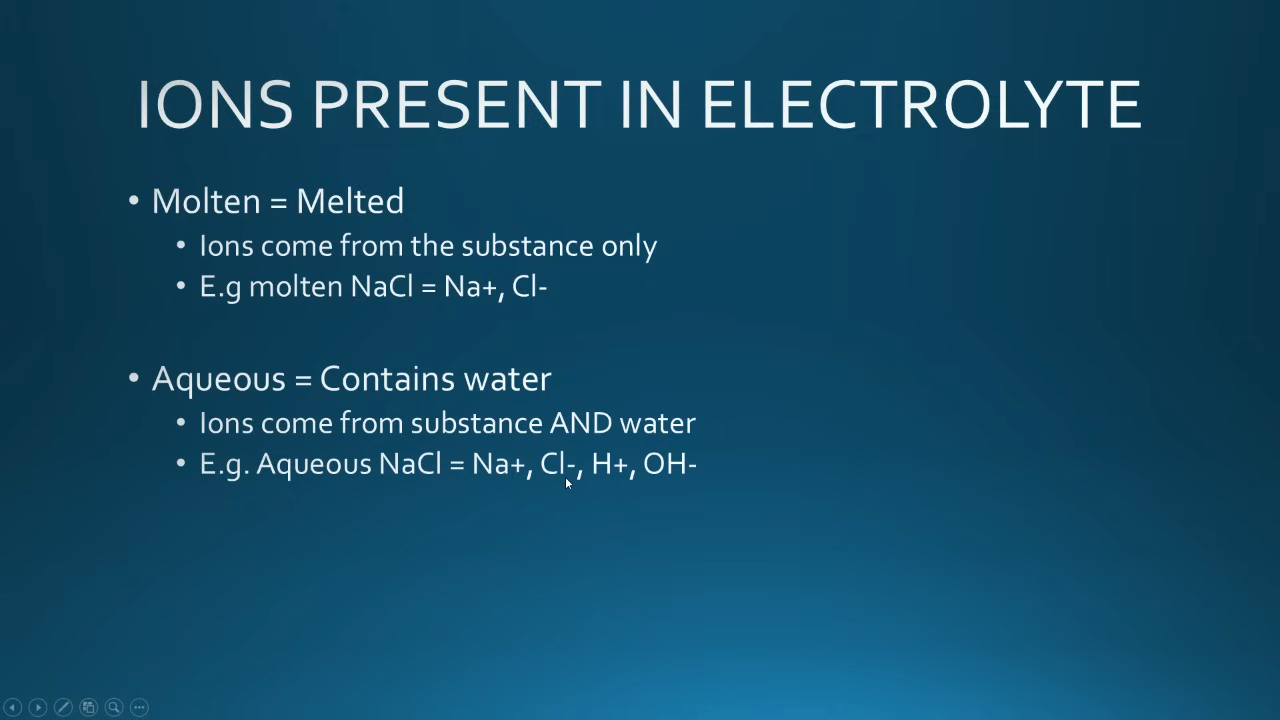 IONS PRESENT IN ELECTROLYTE
• Molten = Melted
• Ions come from the substance only
• E.g molten NaCl = Na+, Cl-
• Aqueous = Contains water
• Ions come from substance AND water
• E.g. Aqueous NaCl = Na+, Cl-, H+, OH-